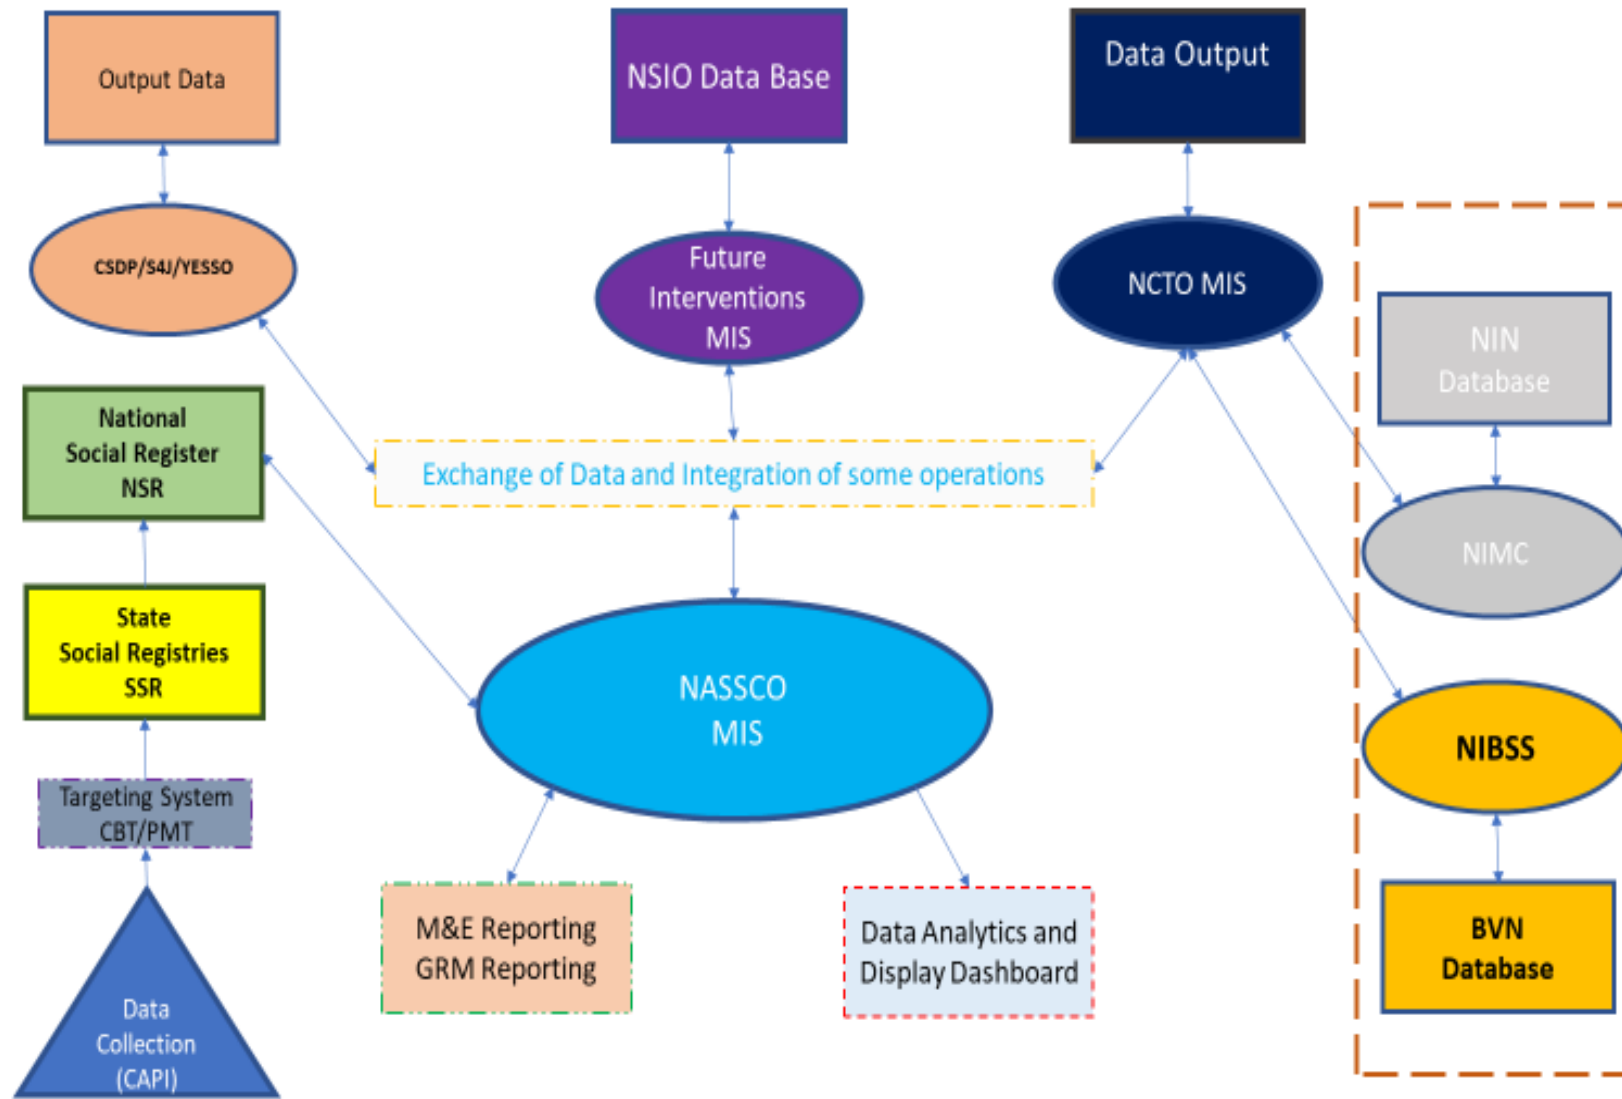 Output Data
NSIO Data Base
Data Output
CSDP/S4J/YESSO
Future
Interventions
MIS
NCTO MIS
NIN
Database
National
Social Register
NSR
Exchange of Data and Integration of some operations
NIMC
State
Social Registries
SSR
NASSCO
MIS
NIBSS
Targeting System
CBT/PMT
M&E Reporting
GRM Reporting
Data Analytics and
Display Dashboard
BVN
Database
Data
Collection
(CAPI)